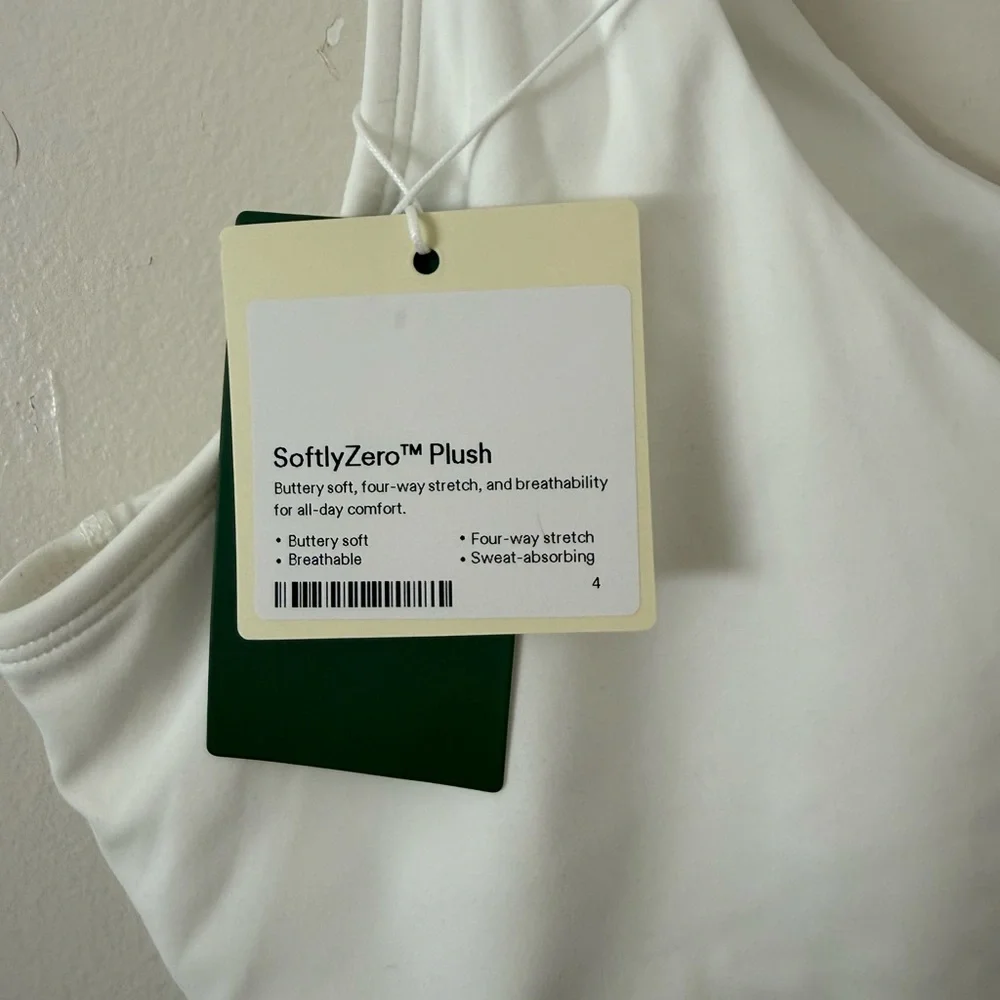 SoftlyZero™ Plush
Buttery soft, four-way stretch, and breathability
for all-day comfort.
• Buttery soft • Four-way stretch
• Breathable • Sweat-absorbing
4